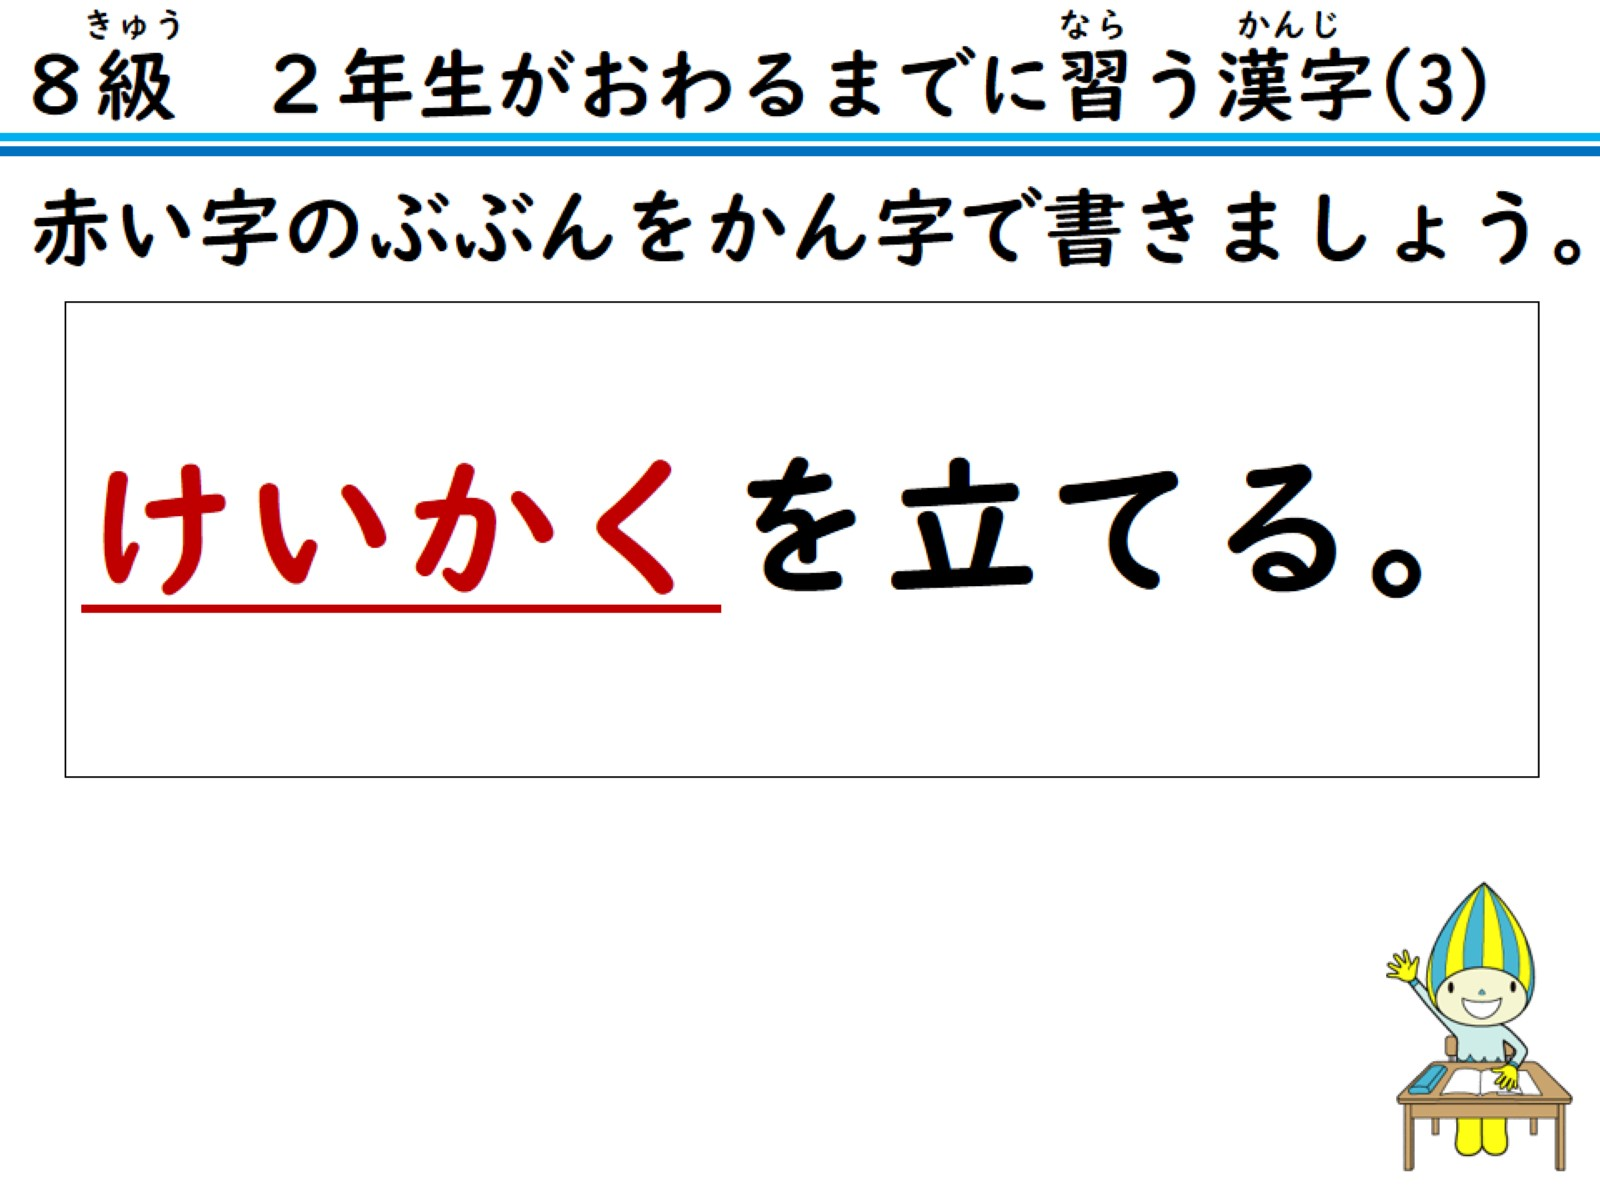 きゅう なら かんじ
８級　２年生がおわるまでに習う漢字(3)
赤い字のぶぶんをかん字で書きましょう。
けいかくを立てる。